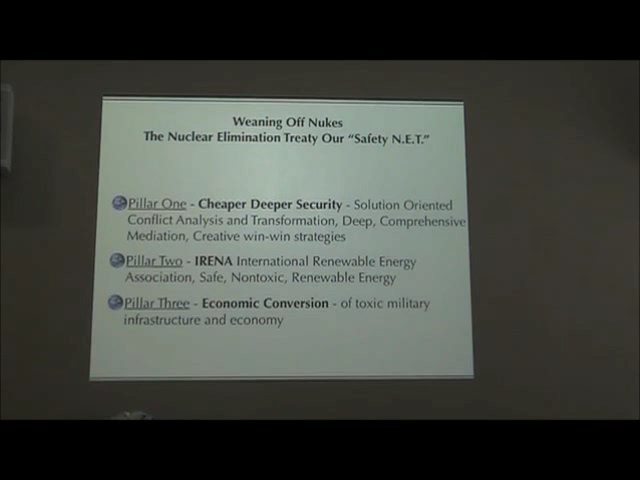 Weaning Off Nukes
The Nuclear Elimination Treaty Our “Safety N.E.T.”
Pillar One - Cheaper Deeper Security - Solution Oriented
Conflict Analysis and Transformation, Deep, Comprehensive
Mediation, Creative win-win strategies
Pillar Two - IRENA International Renewable Energy
Association, Safe, Nontoxic, Renewable Energy
Pillar Three - Economic Conversion - of toxic military
infrastructure and economy